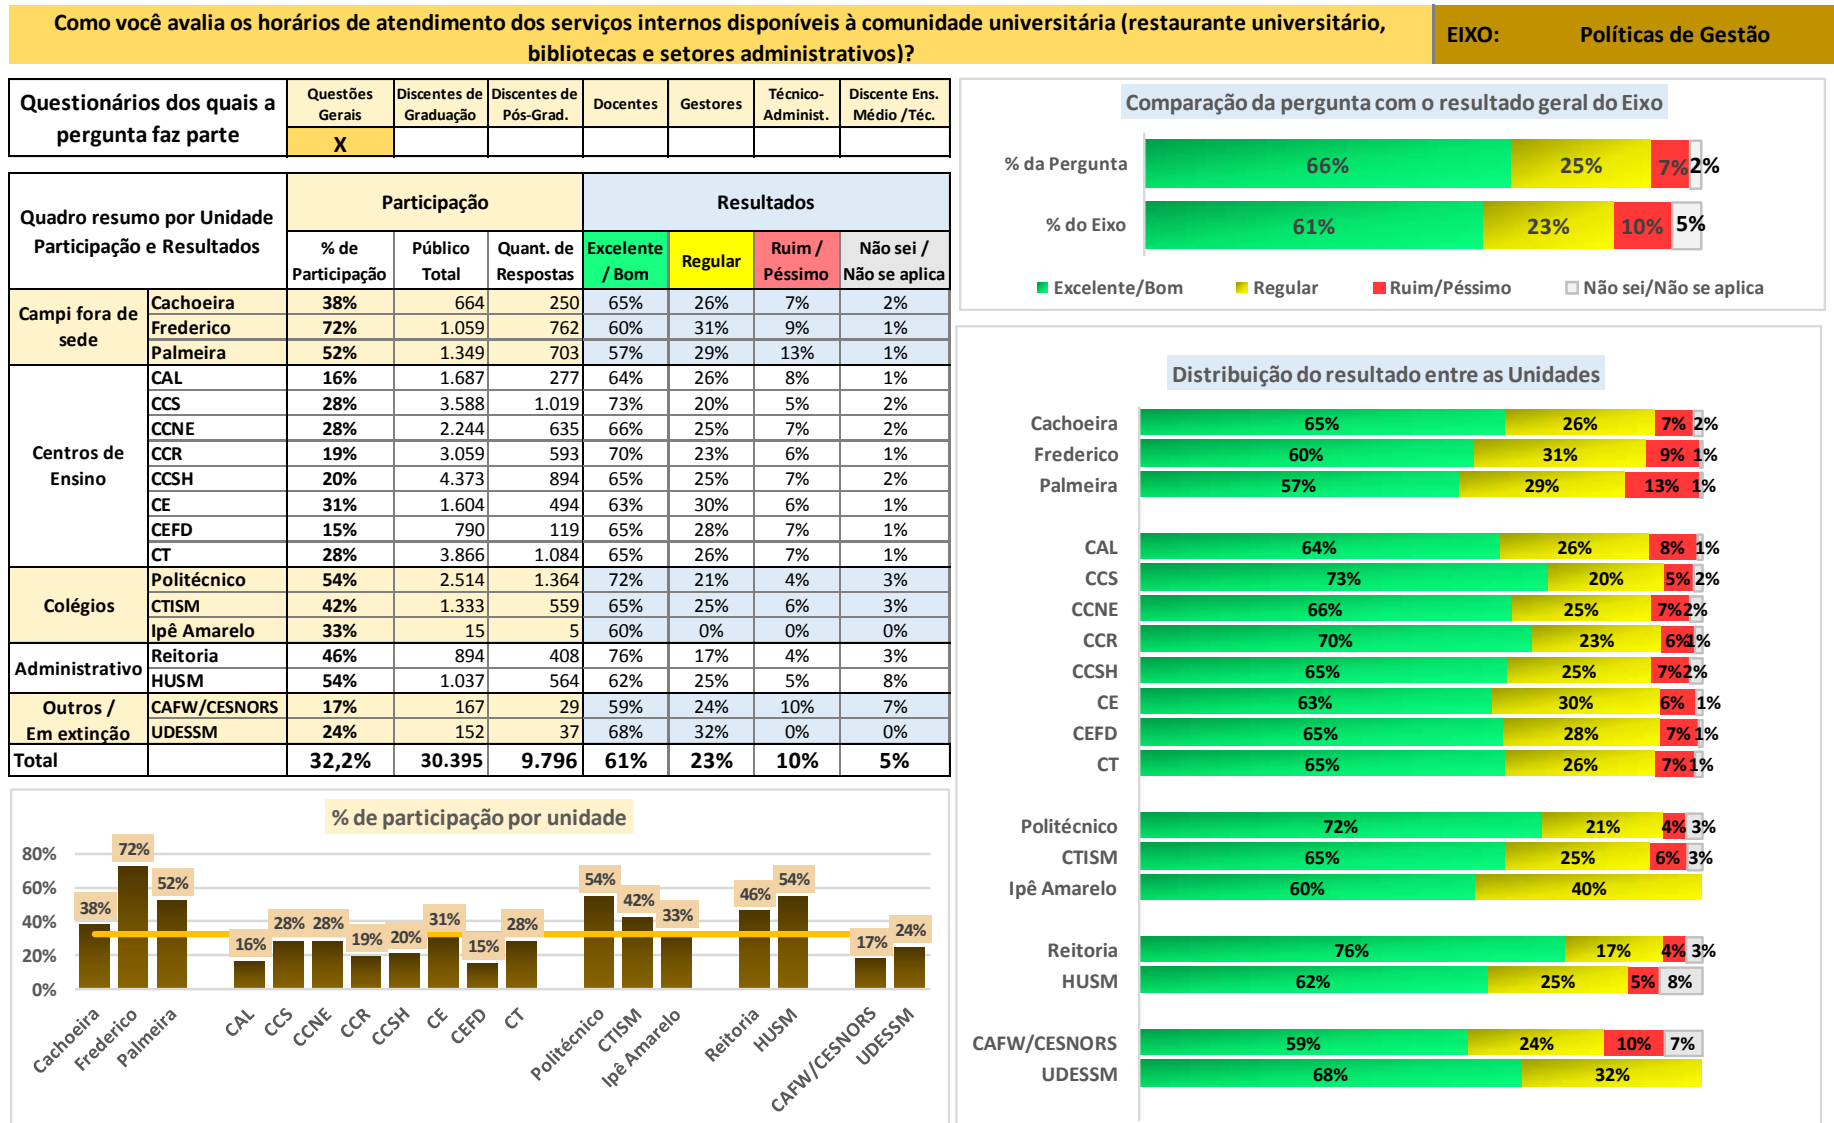 Como você avalia os horários de atendimento dos serviços internos disponíveis à comunidade universitária (restaurante universitário,
bibliotecas e setores administrativos)?
EIXO: Políticas de Gestão
Questionários dos quais a
pergunta faz parte
Questões Gerais Discentes de Graduação Discentes de Pós-Grad. Docentes Gestores Técnico-Administ. Discente Ens. Médio /Téc.
X
Quadro resumo por Unidade
Participação e Resultados
Participação Resultados
% de Participação Público Total Quant. de Respostas Excelente / Bom Regular Ruim / Péssimo Não sei / Não se aplica
Campi fora de sede
Cachoeira 38% 664 250 65% 26% 7% 2%
Frederico 72% 1.059 762 60% 31% 9% 1%
Palmeira 52% 1.349 703 57% 29% 13% 1%
Centros de Ensino
CAL 16% 1.687 277 64% 26% 8% 1%
CCS 28% 3.588 1.019 73% 20% 5% 2%
CCNE 28% 2.244 635 66% 25% 7% 2%
CCR 19% 3.059 593 70% 23% 6% 1%
CCSH 20% 4.373 894 65% 25% 7% 2%
CE 31% 1.604 494 63% 30% 6% 1%
CEFD 15% 790 119 65% 28% 7% 1%
CT 28% 3.866 1.084 65% 26% 7% 1%
Colégios
Politécnico 54% 2.514 1.364 72% 21% 4% 3%
CTISM 42% 1.333 559 65% 25% 6% 3%
Ipê Amarelo 33% 15 5 60% 0% 0% 0%
Administrativo
Reitoria 46% 894 408 76% 17% 4% 3%
HUSM 54% 1.037 564 62% 25% 5% 8%
Outros / Em extinção
CAFW/CESNORS 17% 167 29 59% 24% 10% 7%
UDESSM 24% 152 37 68% 32% 0% 0%
Total 32,2% 30.395 9.796 61% 23% 10% 5%
% de participação por unidade
80%
60%
40%
20%
0%
38% 72% 52% 16% 28% 28% 19% 20% 31% 15% 28% 54% 42% 33% 46% 54% 17% 24%
Cachoeira Frederico Palmeira CAL CCS CCNE CCR CCSH CE CEFD CT Politécnico CTISM Ipê Amarelo Reitoria HUSM CAFW/CESNORS UDESSM
Comparação da pergunta com o resultado geral do Eixo
% da Pergunta 66% 25% 7% 2%
% do Eixo 61% 23% 10% 5%
Excelente/Bom Regular Ruim/Péssimo Não sei/Não se aplica
Distribuição do resultado entre as Unidades
Cachoeira 65% 26% 7% 2%
Frederico 60% 31% 9% 1%
Palmeira 57% 29% 13% 1%
CAL 64% 26% 8% 1%
CCS 73% 20% 5% 2%
CCNE 66% 25% 7% 2%
CCR 70% 23% 6% 1%
CCSH 65% 25% 7% 2%
CE 63% 30% 6% 1%
CEFD 65% 28% 7% 1%
CT 65% 26% 7% 1%
Politécnico 72% 21% 4% 3%
CTISM 65% 25% 6% 3%
Ipê Amarelo 60% 40%
Reitoria 76% 17% 4% 3%
HUSM 62% 25% 5% 8%
CAFW/CESNORS 59% 24% 10% 7%
UDESSM 68% 32%